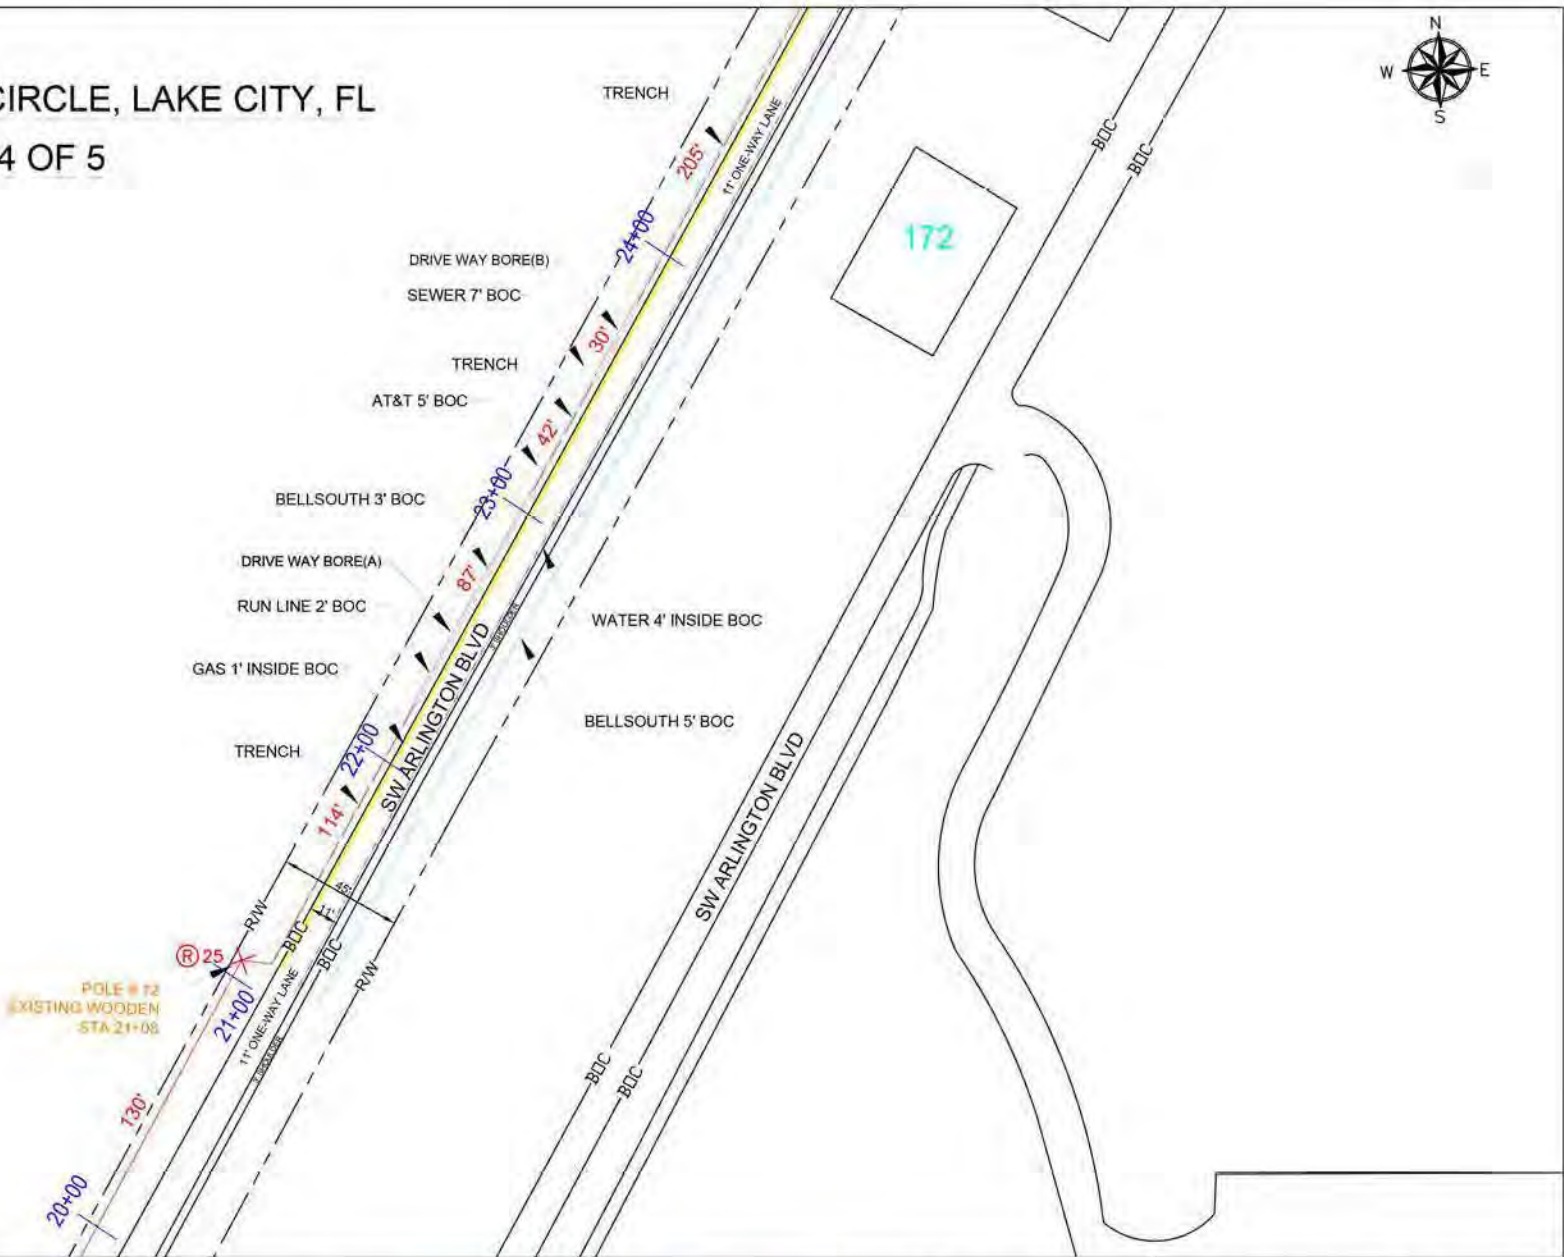 CIRCLE, LAKE CITY, FL
4 OF 5
N
W
E
S
TRENCH
205'
11' ONE-WAY LANE
BOC
BOC
172
24+00
DRIVE WAY BORE(B)
SEWER 7' BOC
30'
TRENCH
AT&T 5' BOC
42'
23+00
BELLSOUTH 3' BOC
DRIVE WAY BORE(A)
87'
RUN LINE 2' BOC
WATER 4' INSIDE BOC
GAS 1' INSIDE BOC
SW ARLINGTON BLVD
BELLSOUTH 5' BOC
22+00
TRENCH
SW ARLINGTON BLVD
114'
45'
11'
R/W
BOC
BOC
R/W
R 25
POLE # 12
EXISTING WOODEN
STA 21+08
21+00
11' ONE-WAY LANE
BOC
BOC
130'
20+00